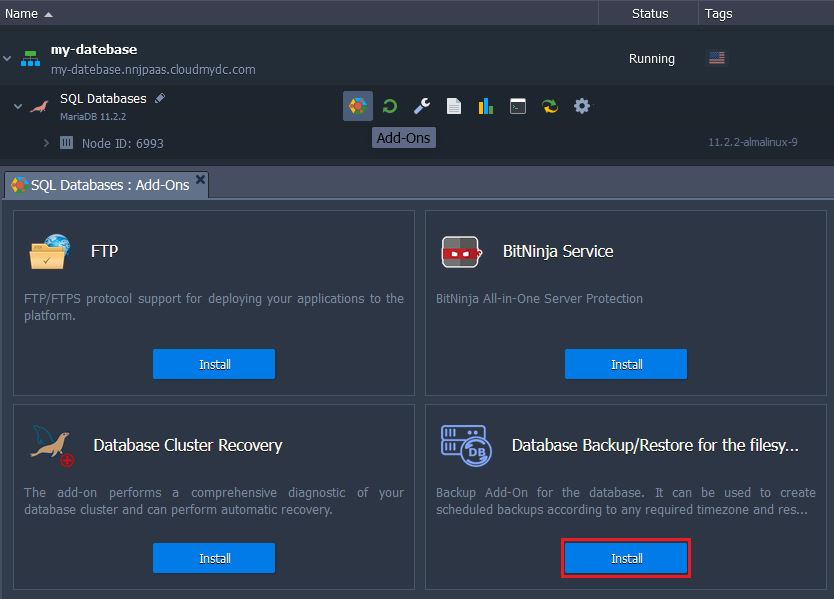 Name
Status
Tags
my-datebase
my-datebase.nnjpaas.cloudmydc.com
Running
SQL Databases
MariaDB 11.2.2
Add-Ons
Node ID: 6993
11.2.2-almalinux-9
SQL Databases : Add-Ons
FTP
FTP/FTPS protocol support for deploying your applications to the
platform.
Install
BitNinja Service
BitNinja All-in-One Server Protection
Install
Database Cluster Recovery
The add-on performs a comprehensive diagnostic of your
database cluster and can perform automatic recovery.
Install
Database Backup/Restore for the filesy...
Backup Add-On for the database. It can be used to create
scheduled backups according to any required timezone and res...
Install